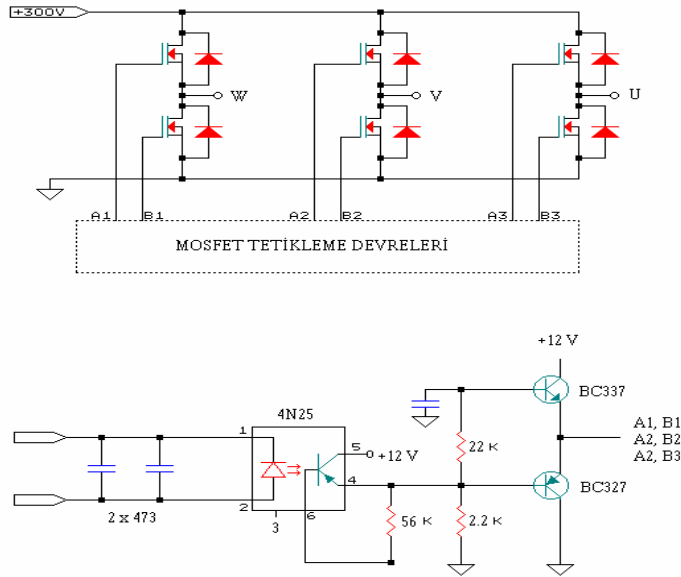 +300V
W
V
U
A1 B1 A2 B2 A3 B3
MOSFET TETİKLEME DEVRELERİ
+12 V
4N25
BC337
1
5
+12 V
22 K
A1, B1
A2, B2
A2, B3
4
BC327
2
3
6
2 x 473
56 K
2.2 K